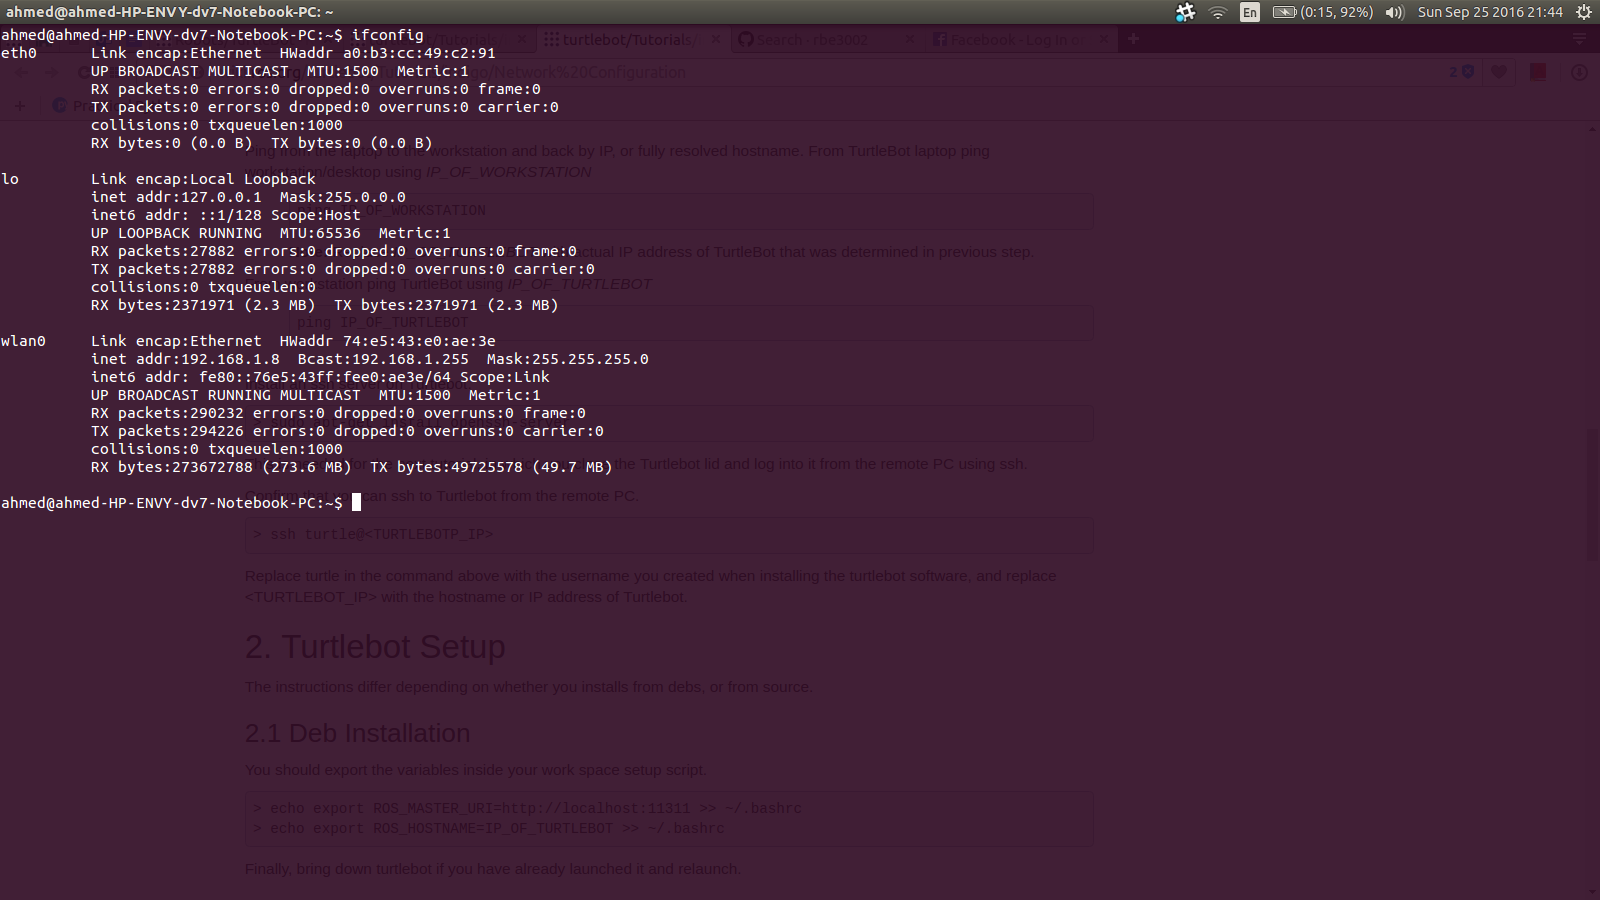 ahmed@ahmed-HP-ENVY-dv7-Notebook-PC: ~
En (0:15, 92%) Sun Sep 25 2016 21:44
ahmed@ahmed-HP-ENVY-dv7-Notebook-PC:~$ ifconfig
eth0 Link encap:Ethernet HWaddr a0:b3:cc:49:c2:91
UP BROADCAST MULTICAST MTU:1500 Metric:1
RX packets:0 errors:0 dropped:0 overruns:0 frame:0
TX packets:0 errors:0 dropped:0 overruns:0 carrier:0
collisions:0 txqueuelen:1000
RX bytes:0 (0.0 B) TX bytes:0 (0.0 B)
lo Link encap:Local Loopback
inet addr:127.0.0.1 Mask:255.0.0.0
inet6 addr: ::1/128 Scope:Host
UP LOOPBACK RUNNING MTU:65536 Metric:1
RX packets:27882 errors:0 dropped:0 overruns:0 frame:0
TX packets:27882 errors:0 dropped:0 overruns:0 carrier:0
collisions:0 txqueuelen:0
RX bytes:2371971 (2.3 MB) TX bytes:2371971 (2.3 MB)
wlan0 Link encap:Ethernet HWaddr 74:e5:43:e0:ae:3e
inet addr:192.168.1.8 Bcast:192.168.1.255 Mask:255.255.255.0
inet6 addr: fe80::76e5:43ff:fee0:ae3e/64 Scope:Link
UP BROADCAST RUNNING MULTICAST MTU:1500 Metric:1
RX packets:290232 errors:0 dropped:0 overruns:0 frame:0
TX packets:294226 errors:0 dropped:0 overruns:0 carrier:0
collisions:0 txqueuelen:1000
RX bytes:273672788 (273.6 MB) TX bytes:49725578 (49.7 MB)
ahmed@ahmed-HP-ENVY-dv7-Notebook-PC:~$
t/Tutorials/ turtlebot/Tutorials/ Search · rbe3002 Facebook - Log In o
go/Network%20Configuration 2
Ping from the laptop to the workstation and back by IP, or fully resolved hostname. From TurtleBot laptop ping
workstation/desktop using IP_OF_WORKSTATION
ping IP_OF_WORKSTATION
actual IP address of TurtleBot that was determined in previous step.
station ping TurtleBot using IP_OF_TURTLEBOT
ping IP_OF_TURTLEBOT
the Turtlebot lid and log into it from the remote PC using ssh.
Confirm that you can ssh to Turtlebot from the remote PC.
> ssh turtle@<TURTLEBOTP_IP>
Replace turtle in the command above with the username you created when installing the turtlebot software, and replace
<TURTLEBOT_IP> with the hostname or IP address of Turtlebot.
2. Turtlebot Setup
The instructions differ depending on whether you installs from debs, or from source.
2.1 Deb Installation
You should export the variables inside your work space setup script.
> echo export ROS_MASTER_URI=http://localhost:11311 >> ~/.bashrc
> echo export ROS_HOSTNAME=IP_OF_TURTLEBOT >> ~/.bashrc
Finally, bring down turtlebot if you have already launched it and relaunch.